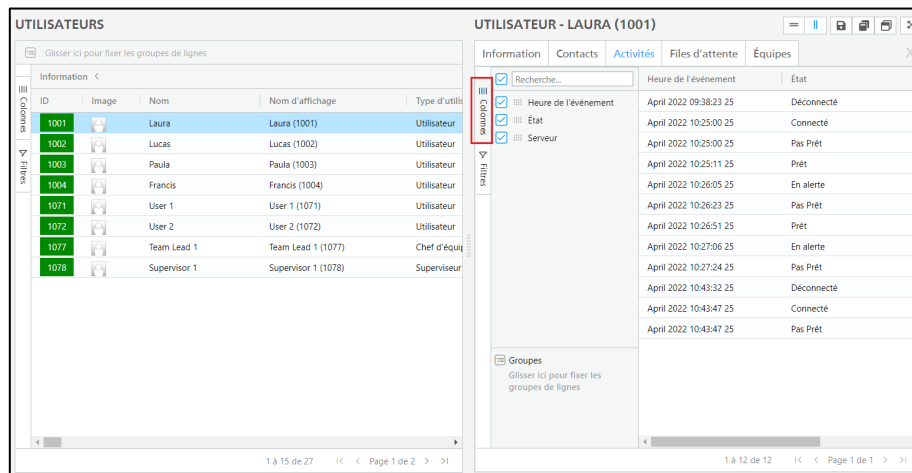 UTILISATEURS
Glisser ici pour fixer les groupes de lignes
Information <
Colonnes
Filtres
ID Image Nom Nom d'affichage Type d'utilis
1001 Laura Laura (1001) Utilisateur
1002 Lucas Lucas (1002) Utilisateur
1003 Paula Paula (1003) Utilisateur
1004 Francis Francis (1004) Utilisateur
1071 User 1 User 1 (1071) Utilisateur
1072 User 2 User 2 (1072) Utilisateur
1077 Team Lead 1 Team Lead 1 (1077) Chef d'équip
1078 Supervisor 1 Supervisor 1 (1078) Superviseur
1 à 15 de 27 Page 1 de 2
UTILISATEUR - LAURA (1001)
Information Contacts Activités Files d'attente Équipes
Colonnes
Filtres
Recherche...
Heure de l'événement
État
Serveur
Groupes
Glisser ici pour fixer les
groupes de lignes
Heure de l'événement État
April 2022 09:38:23 25 Déconnecté
April 2022 10:25:00 25 Connecté
April 2022 10:25:00 25 Pas Prêt
April 2022 10:25:11 25 Prêt
April 2022 10:26:05 25 En alerte
April 2022 10:26:23 25 Pas Prêt
April 2022 10:26:51 25 Prêt
April 2022 10:27:06 25 En alerte
April 2022 10:27:24 25 Pas Prêt
April 2022 10:43:32 25 Déconnecté
April 2022 10:43:47 25 Connecté
April 2022 10:43:47 25 Pas Prêt
1 à 12 de 12 Page 1 de 1